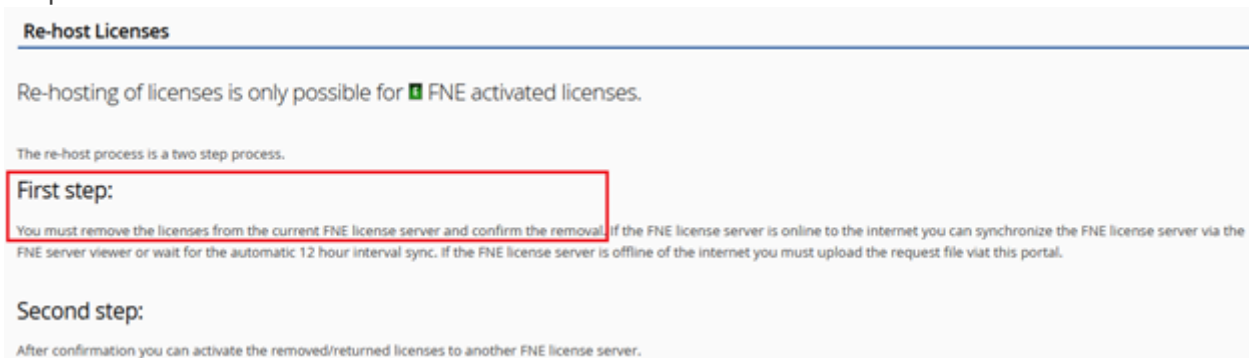 Re-host Licenses
Re-hosting of licenses is only possible for FNE activated licenses.
The re-host process is a two step process.
First step:
You must remove the licenses from the current FNE license server and confirm the removal. If the FNE license server is online to the internet you can synchronize the FNE license server via the
FNE server viewer or wait for the automatic 12 hour interval sync. If the FNE license server is offline of the internet you must upload the request file viat this portal.
Second step:
After confirmation you can activate the removed/returned licenses to another FNE license server.